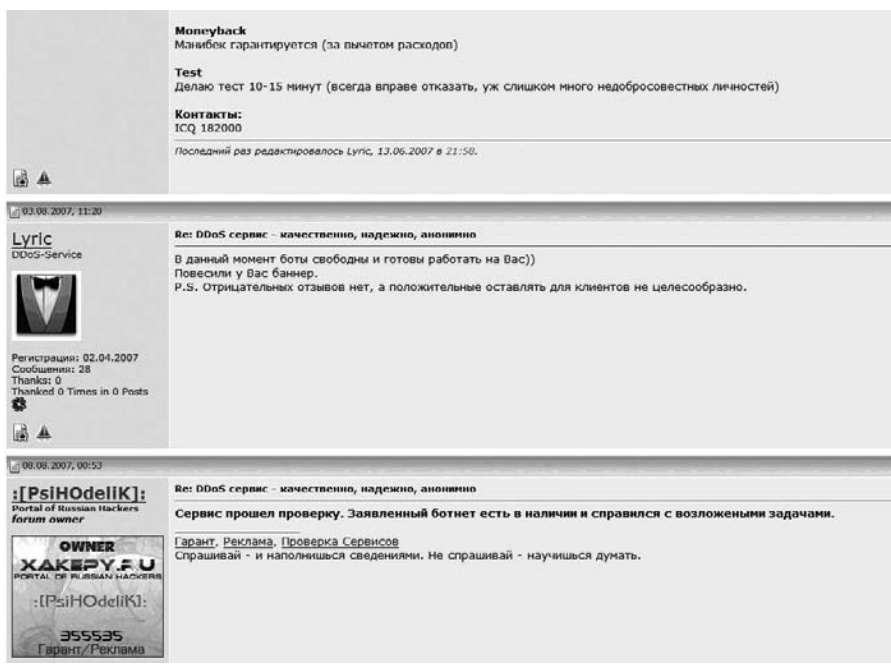 Moneyback
Манибек гарантируется (за вычетом расходов)
Test
Делаю тест 10-15 минут (всегда вправе отказать, уж слишком много недобросовестных личностей)
Контакты:
ICQ 182000
Последний раз редактировалось Lyric, 13.06.2007 в 21:58.
03.08.2007, 11:20
Lyric
DDoS-Service
Регистрация: 02.04.2007
Сообщения: 28
Thanks: 0
Thanked 0 Times in 0 Posts
Re: DDoS сервис - качественно, надежно, анонимно
В данный момент боты свободны и готовы работать на Вас))
Повесили у Вас баннер.
P.S. Отрицательных отзывов нет, а положительные оставлять для клиентов не целесообразно.
08.08.2007, 00:53
:[PsiHOdeliK]:
Portal of Russian Hackers
forum owner
OWNER
XAKEPY.RU
PORTAL OF RUSSIAN HACKERS
:[PsiHOdeliK]:
355535
Гарант/Реклама
Re: DDoS сервис - качественно, надежно, анонимно
Сервис прошел проверку. Заявленный ботнет есть в наличии и справился с возложеными задачами.
Гарант, Реклама, Проверка Сервисов
Спрашивай - и наполнишься сведениями. Не спрашивай - научишься думать.